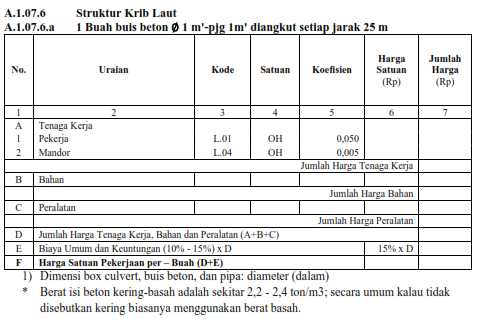 A.1.07.6 Struktur Krib Laut
A.1.07.6.a 1 Buah buis beton Ø 1 m'-pjg 1m' diangkut setiap jarak 25 m
No. Uraian Kode Satuan Koefisien Harga Satuan (Rp) Jumlah Harga (Rp)
1 2 3 4 5 6 7
A Tenaga Kerja
1 Pekerja L.01 OH 0,050
2 Mandor L.04 OH 0,005
Jumlah Harga Tenaga Kerja
B Bahan
Jumlah Harga Bahan
C Peralatan
Jumlah Harga Peralatan
D Jumlah Harga Tenaga Kerja, Bahan dan Peralatan (A+B+C)
E Biaya Umum dan Keuntungan (10% - 15%) x D 15% x D
F Harga Satuan Pekerjaan per – Buah (D+E)
1) Dimensi box culvert, buis beton, dan pipa: diameter (dalam)
* Berat isi beton kering-basah adalah sekitar 2,2 - 2,4 ton/m3; secara umum kalau tidak
disebutkan kering biasanya menggunakan berat basah.